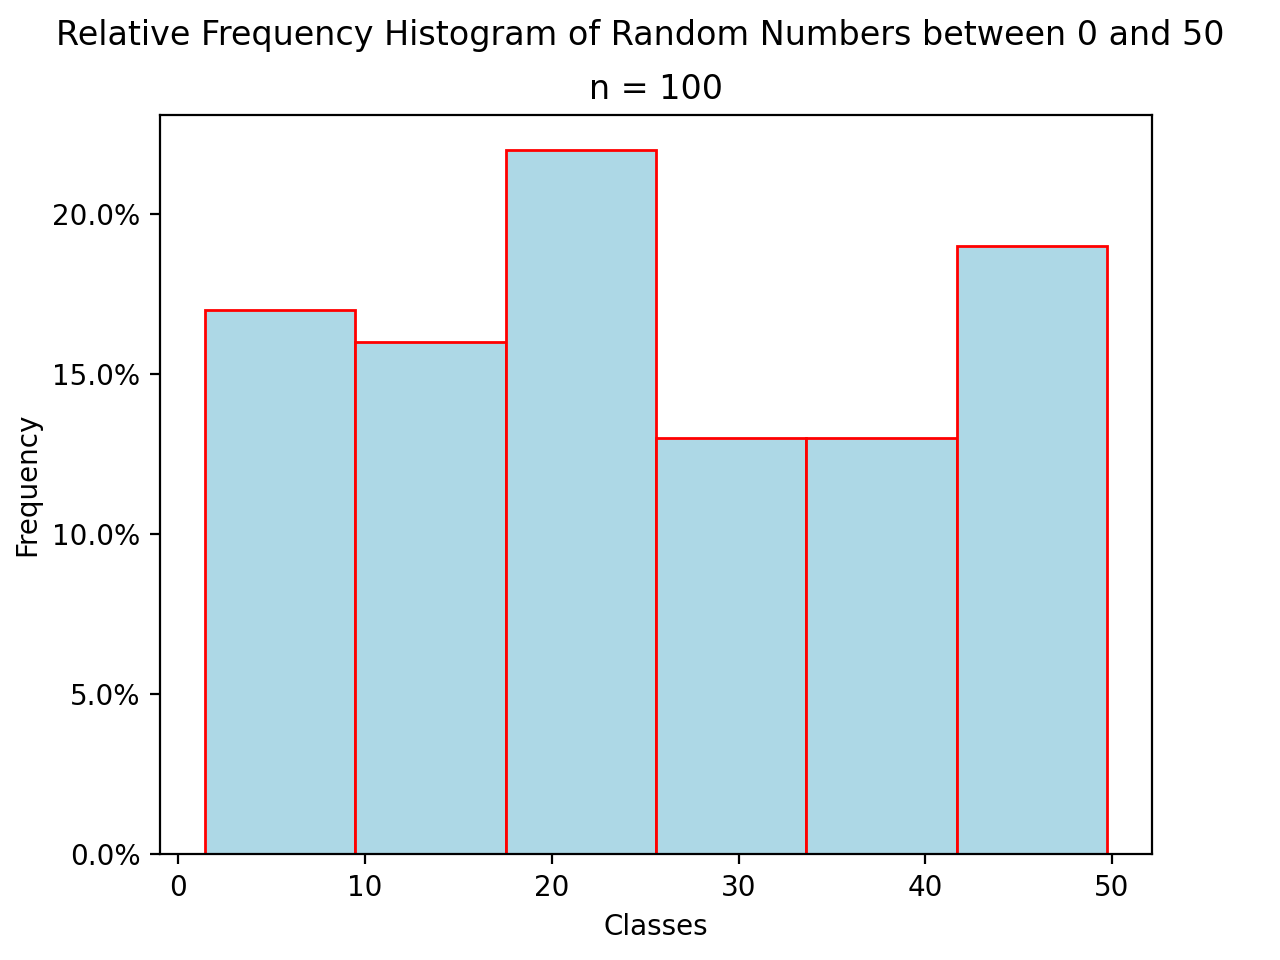 Relative Frequency Histogram of Random Numbers between 0 and 50
n = 100
20.0%
15.0%
10.0%
5.0%
0.0%
Frequency
0 10 20 30 40 50
Classes